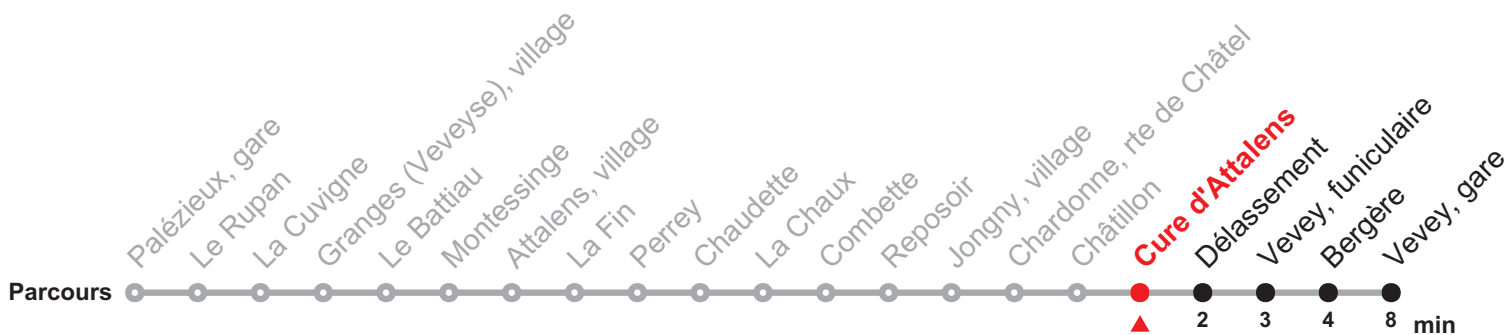 Palézieux, gare
Le Rupan
La Cuvigne
Granges (Veveyse), village
Le Battiau
Montessinge
Attalens, village
La Fin
Perrey
Chaudette
La Chaux
Combette
Reposoir
Jongny, village
Chardonne, rte de Châtel
Châtillon
Cure d'Attalens
Délassement
Vevey, funiculaire
Bergère
Vevey, gare
Parcours
2 3 4 8 min